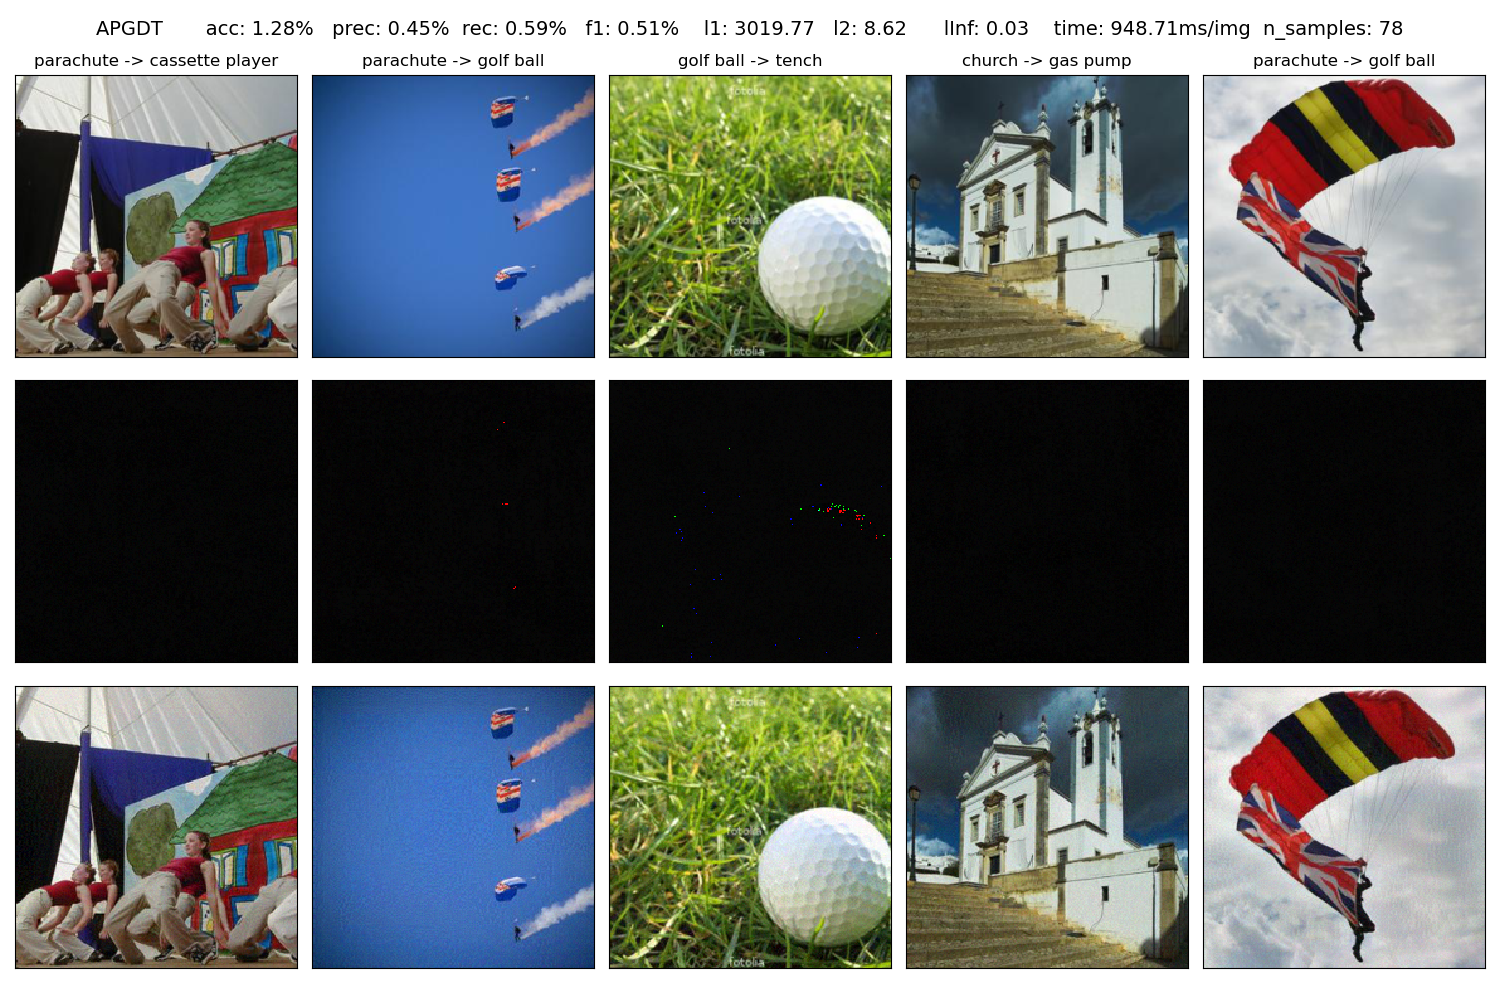 APGDT acc: 1.28% prec: 0.45% rec: 0.59% f1: 0.51% l1: 3019.77 l2: 8.62 lInf: 0.03 time: 948.71ms/img n_samples: 78
parachute -> cassette player
parachute -> golf ball
golf ball -> tench
church -> gas pump
parachute -> golf ball
fotolia
fotolia
fotolia
fotolia
fotolia
fotolia